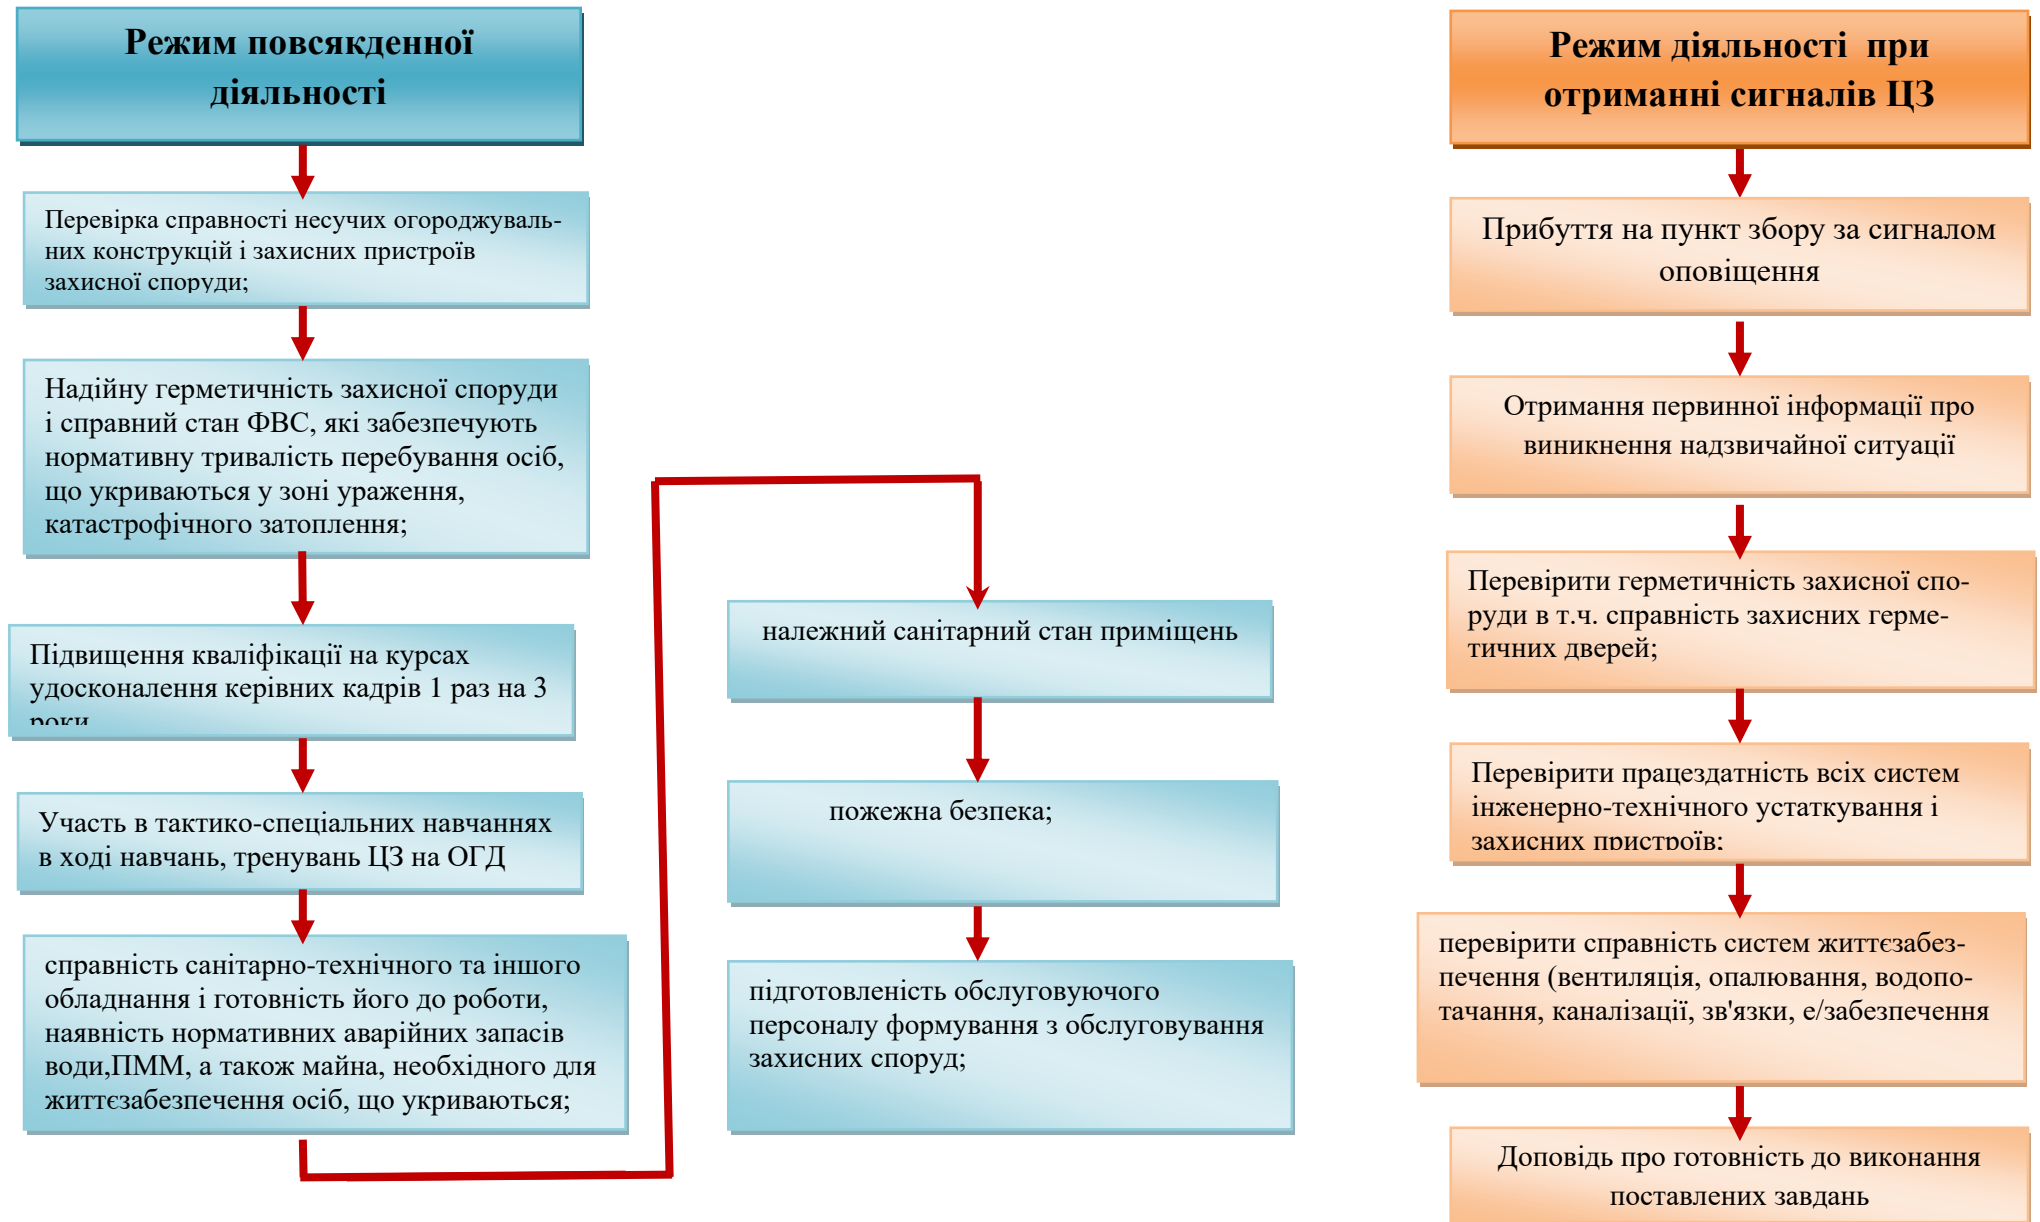 Режим повсякденної
діяльності
Перевірка справності несучих огороджуваль-
них конструкцій і захисних пристроїв
захисної споруди;
Надійну герметичність захисної споруди
і справний стан ФВС, які забезпечують
нормативну тривалість перебування осіб,
що укриваються у зоні ураження,
катастрофічного затоплення;
Підвищення кваліфікації на курсах
удосконалення керівних кадрів 1 раз на 3
роки
Участь в тактико-спеціальних навчаннях
в ході навчань, тренувань ЦЗ на ОГД
справність санітарно-технічного та іншого
обладнання і готовність його до роботи,
наявність нормативних аварійних запасів
води,ПММ, а також майна, необхідного для
життєзабезпечення осіб, що укриваються;
належний санітарний стан приміщень
пожежна безпека;
підготовленість обслуговуючого
персоналу формування з обслуговування
захисних споруд;
Режим діяльності при
отриманні сигналів ЦЗ
Прибуття на пункт збору за сигналом
оповіщення
Отримання первинної інформації про
виникнення надзвичайної ситуації
Перевірити герметичність захисної спо-
руди в т.ч. справність захисних герме-
тичних дверей;
Перевірити працездатність всіх систем
інженерно-технічного устаткування і
захисних пристроїв;
перевірити справність систем життєзабез-
печення (вентиляція, опалювання, водопо-
тачання, каналізації, зв'язки, е/забезпечення
Доповідь про готовність до виконання
поставлених завдань